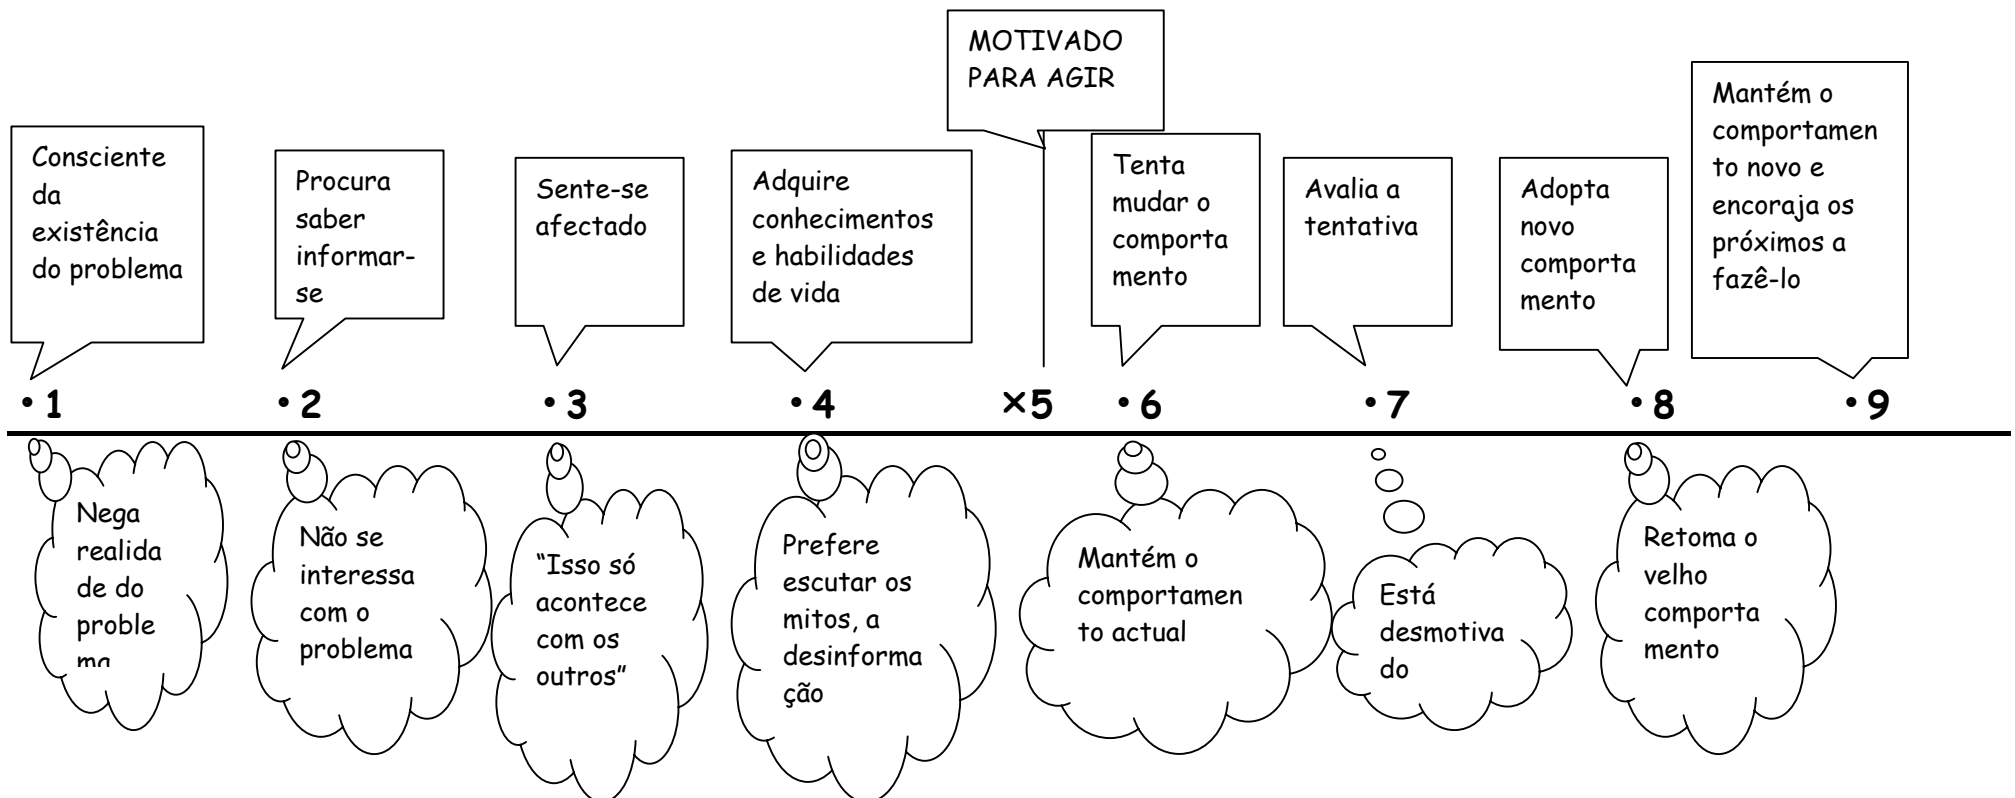 MOTIVADO
PARA AGIR
Consciente
da
existência
do problema
Procura
saber
informar-
se
Sente-se
afectado
Adquire
conhecimentos
e habilidades
de vida
Tenta
mudar o
comporta
mento
Avalia a
tentativa
Adopta
novo
comporta
mento
Mantém o
comportamen
to novo e
encoraja os
próximos a
fazê-lo
•1 •2 •3 •4 ×5 •6 •7 •8 •9
Nega
realida
de do
proble
ma
Não se
interessa
com o
problema
“Isso só
acontece
com os
outros”
Prefere
escutar os
mitos, a
desinforma
ção
Mantém o
comportamen
to actual
Está
desmotiva
do
Retoma o
velho
comporta
mento